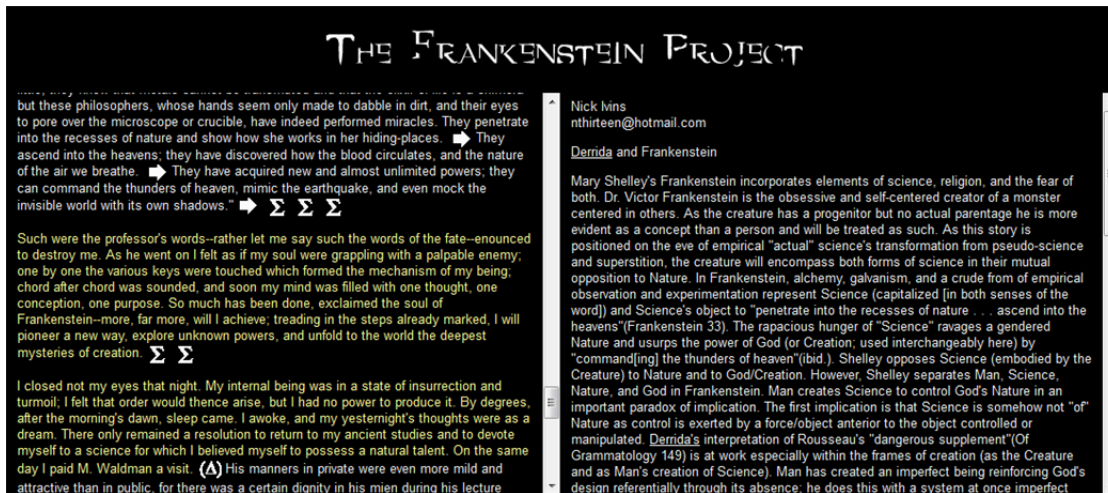 The Frankenstein Project
but these philosophers, whose hands seem only made to dabble in dirt, and their eyes
to pore over the microscope or crucible, have indeed performed miracles. They penetrate
into the recesses of nature and show how she works in her hiding-places. They
ascend into the heavens; they have discovered how the blood circulates, and the nature
of the air we breathe. They have acquired new and almost unlimited powers; they
can command the thunders of heaven, mimic the earthquake, and even mock the
invisible world with its own shadows." Σ Σ Σ
Such were the professor's words--rather let me say such the words of the fate--enounced
to destroy me. As he went on I felt as if my soul were grappling with a palpable enemy;
one by one the various keys were touched which formed the mechanism of my being;
chord after chord was sounded, and soon my mind was filled with one thought, one
conception, one purpose. So much has been done, exclaimed the soul of
Frankenstein--more, far more, will I achieve; treading in the steps already marked, I will
pioneer a new way, explore unknown powers, and unfold to the world the deepest
mysteries of creation. Σ Σ
I closed not my eyes that night. My internal being was in a state of insurrection and
turmoil; I felt that order would thence arise, but I had no power to produce it. By degrees,
after the morning's dawn, sleep came. I awoke, and my yesternight's thoughts were as a
dream. There only remained a resolution to return to my ancient studies and to devote
myself to a science for which I believed myself to possess a natural talent. On the same
day I paid M. Waldman a visit. (Δ) His manners in private were even more mild and
attractive than in public, for there was a certain dignity in his mien during his lecture
Nick Ivins
nthirteen@hotmail.com
Derrida and Frankenstein
Mary Shelley's Frankenstein incorporates elements of science, religion, and the fear of
both. Dr. Victor Frankenstein is the obsessive and self-centered creator of a monster
centered in others. As the creature has a progenitor but no actual parentage he is more
evident as a concept than a person and will be treated as such. As this story is
positioned on the eve of empirical "actual" science's transformation from pseudo-science
and superstition, the creature will encompass both forms of science in their mutual
opposition to Nature. In Frankenstein, alchemy, galvanism, and a crude from of empirical
observation and experimentation represent Science (capitalized [in both senses of the
word]) and Science's object to "penetrate into the recesses of nature . . . ascend into the
heavens"(Frankenstein 33). The rapacious hunger of "Science" ravages a gendered
Nature and usurps the power of God (or Creation; used interchangeably here) by
"command[ing] the thunders of heaven"(ibid.). Shelley opposes Science (embodied by the
Creature) to Nature and to God/Creation. However, Shelley separates Man, Science,
Nature, and God in Frankenstein. Man creates Science to control God's Nature in an
important paradox of implication. The first implication is that Science is somehow not "of"
Nature as control is exerted by a force/object anterior to the object controlled or
manipulated. Derrida's interpretation of Rousseau's "dangerous supplement"(Of
Grammatology 149) is at work especially within the frames of creation (as the Creature
and as Man's creation of Science). Man has created an imperfect being reinforcing God's
design referentially through its absence; he does this with a system at once imperfect